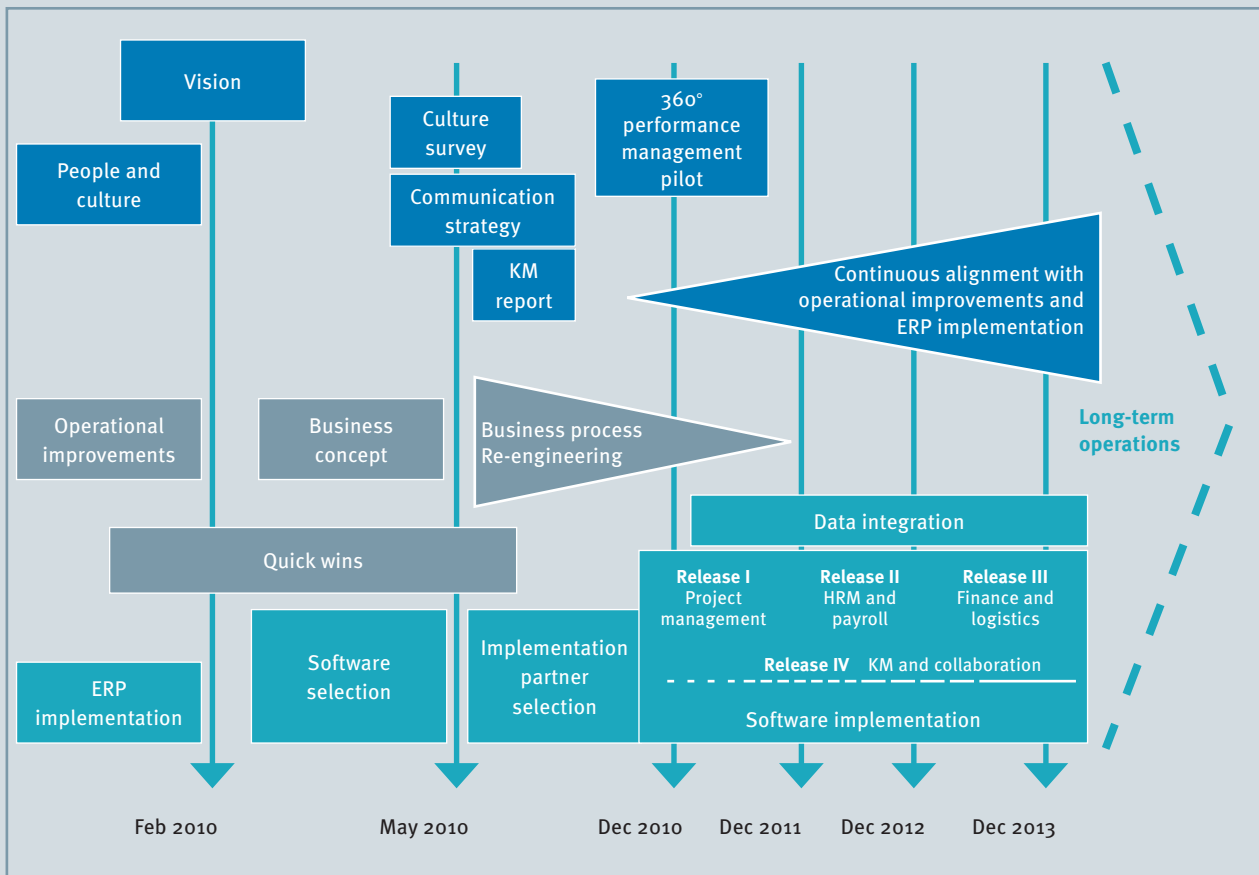 Vision
People and
culture
Culture
survey
Communication
strategy
KM
report
360°
performance
management
pilot
Continuous alignment with
operational improvements and
ERP implementation
Operational
improvements
Business
concept
Business process
Re-engineering
Long-term
operations
Quick wins
Data integration
ERP
implementation
Software
selection
Implementation
partner
selection
Release I
Project
management
Release II
HRM and
payroll
Release III
Finance and
logistics
Release IV KM and collaboration
Software implementation
Feb 2010
May 2010
Dec 2010
Dec 2011
Dec 2012
Dec 2013